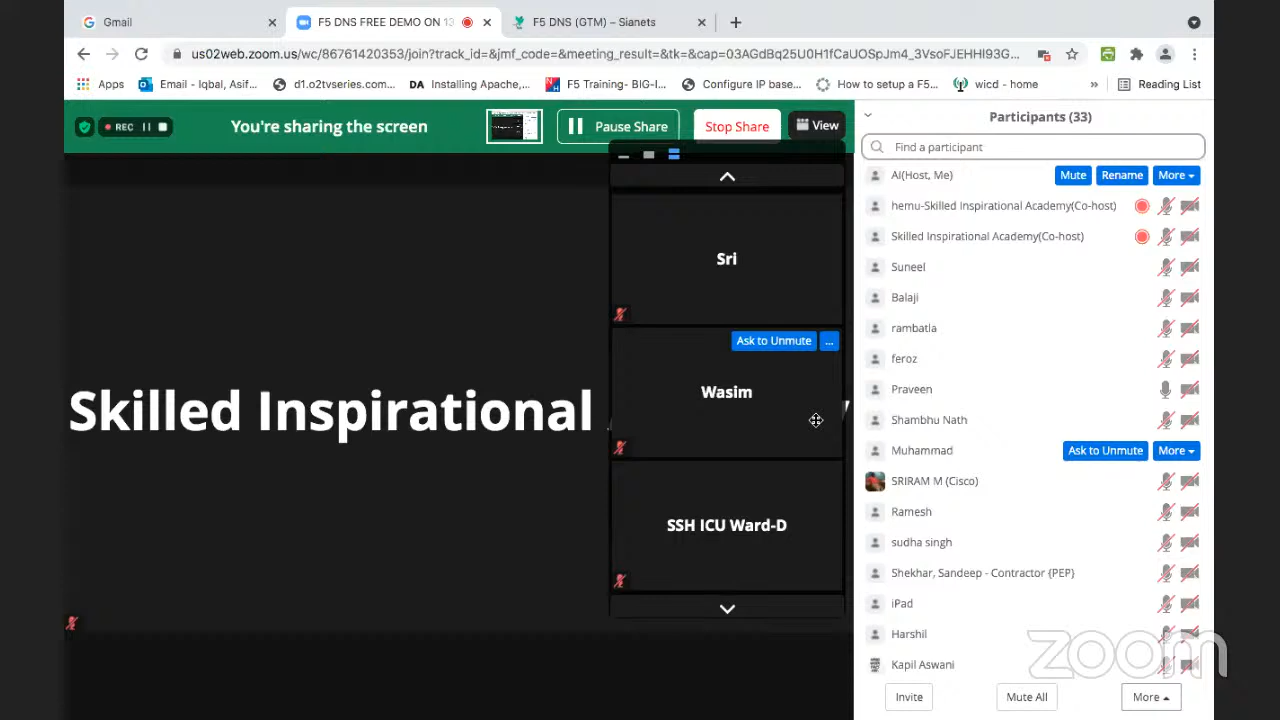 Gmail
F5 DNS FREE DEMO ON 13
F5 DNS (GTM) – Sianets
us02web.zoom.us/wc/86761420353/join?track_id=&jmf_code=&meeting_result=&tk=&cap=03AGdBq25U0H1fCaUOSpJm4_3VsoFJEHHI93G...
Apps
Email - Iqbal, Asif...
d1.o2tvseries.com...
DA Installing Apache,...
F5 Training- BIG-I...
Configure IP base...
How to setup a F5...
wicd - home
»
Reading List
REC
You're sharing the screen
Pause Share
Stop Share
View
Participants (33)
Find a participant
Mute
Rename
More
hemu-Skilled Inspirational Academy(Co-host)
Skilled Inspirational Academy(Co-host)
Suneel
Balaji
rambatla
feroz
Praveen
Shambhu Nath
Muhammad
Ask to Unmute
More
SRIRAM M (Cisco)
Ramesh
sudha singh
Shekhar, Sandeep - Contractor {PEP}
iPad
Harshil
Kapil Aswani
Invite
Mute All
More
Sri
Ask to Unmute
...
Wasim
SSH ICU Ward-D
Skilled Inspirational
zoom